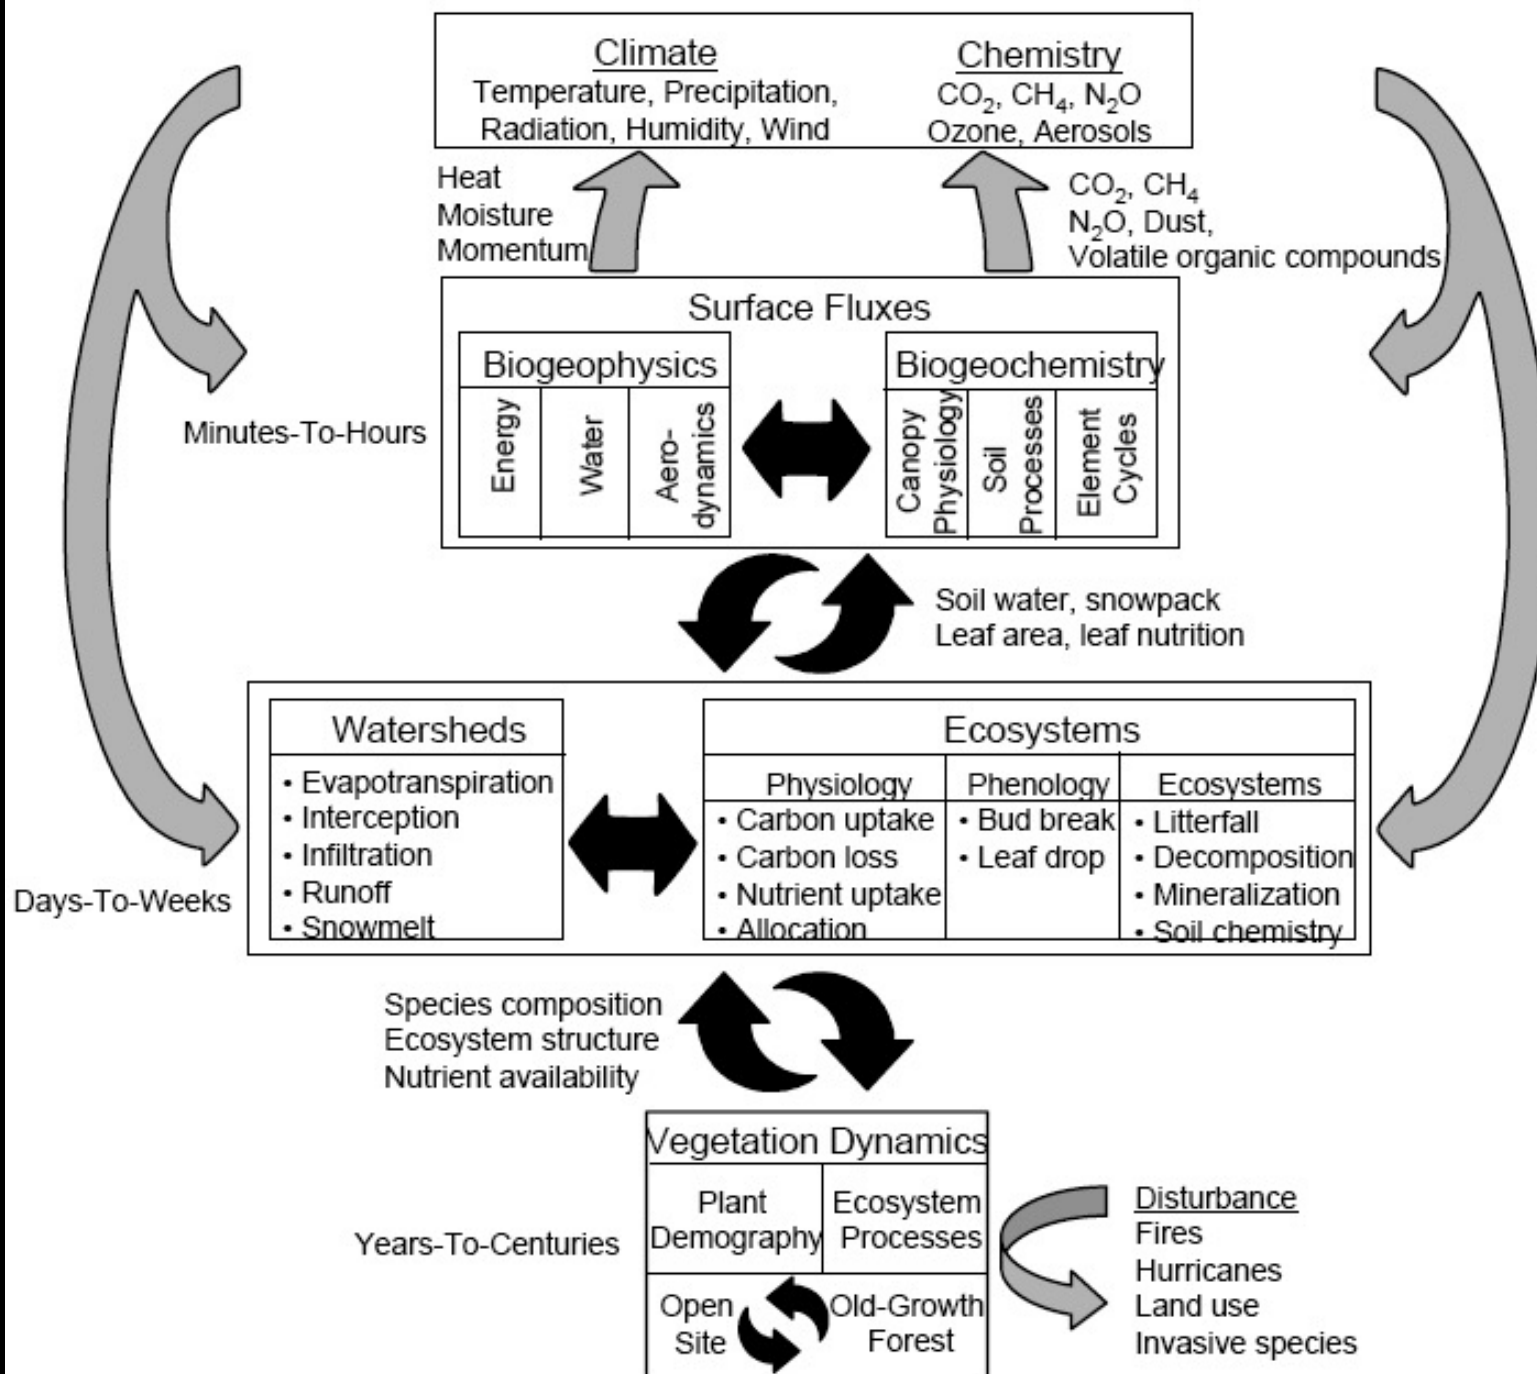 Climate
Temperature, Precipitation,
Radiation, Humidity, Wind
Chemistry
CO₂, CH₄, N₂O
Ozone, Aerosols
Heat
Moisture
Momentum
CO₂, CH₄
N₂O, Dust,
Volatile organic compounds
Surface Fluxes
Minutes-To-Hours
Biogeophysics
Energy
Water
Aero-
dynamics
Biogeochemistry
Canopy
Physiology
Soil
Processes
Element
Cycles
Soil water, snowpack
Leaf area, leaf nutrition
Days-To-Weeks
Watersheds
• Evapotranspiration
• Interception
• Infiltration
• Runoff
• Snowmelt
Ecosystems
Physiology
• Carbon uptake
• Carbon loss
• Nutrient uptake
• Allocation
Phenology
• Bud break
• Leaf drop
Ecosystems
• Litterfall
• Decomposition
• Mineralization
• Soil chemistry
Species composition
Ecosystem structure
Nutrient availability
Years-To-Centuries
Vegetation Dynamics
Plant
Demography
Ecosystem
Processes
Open
Site
Old-Growth
Forest
Disturbance
Fires
Hurricanes
Land use
Invasive species